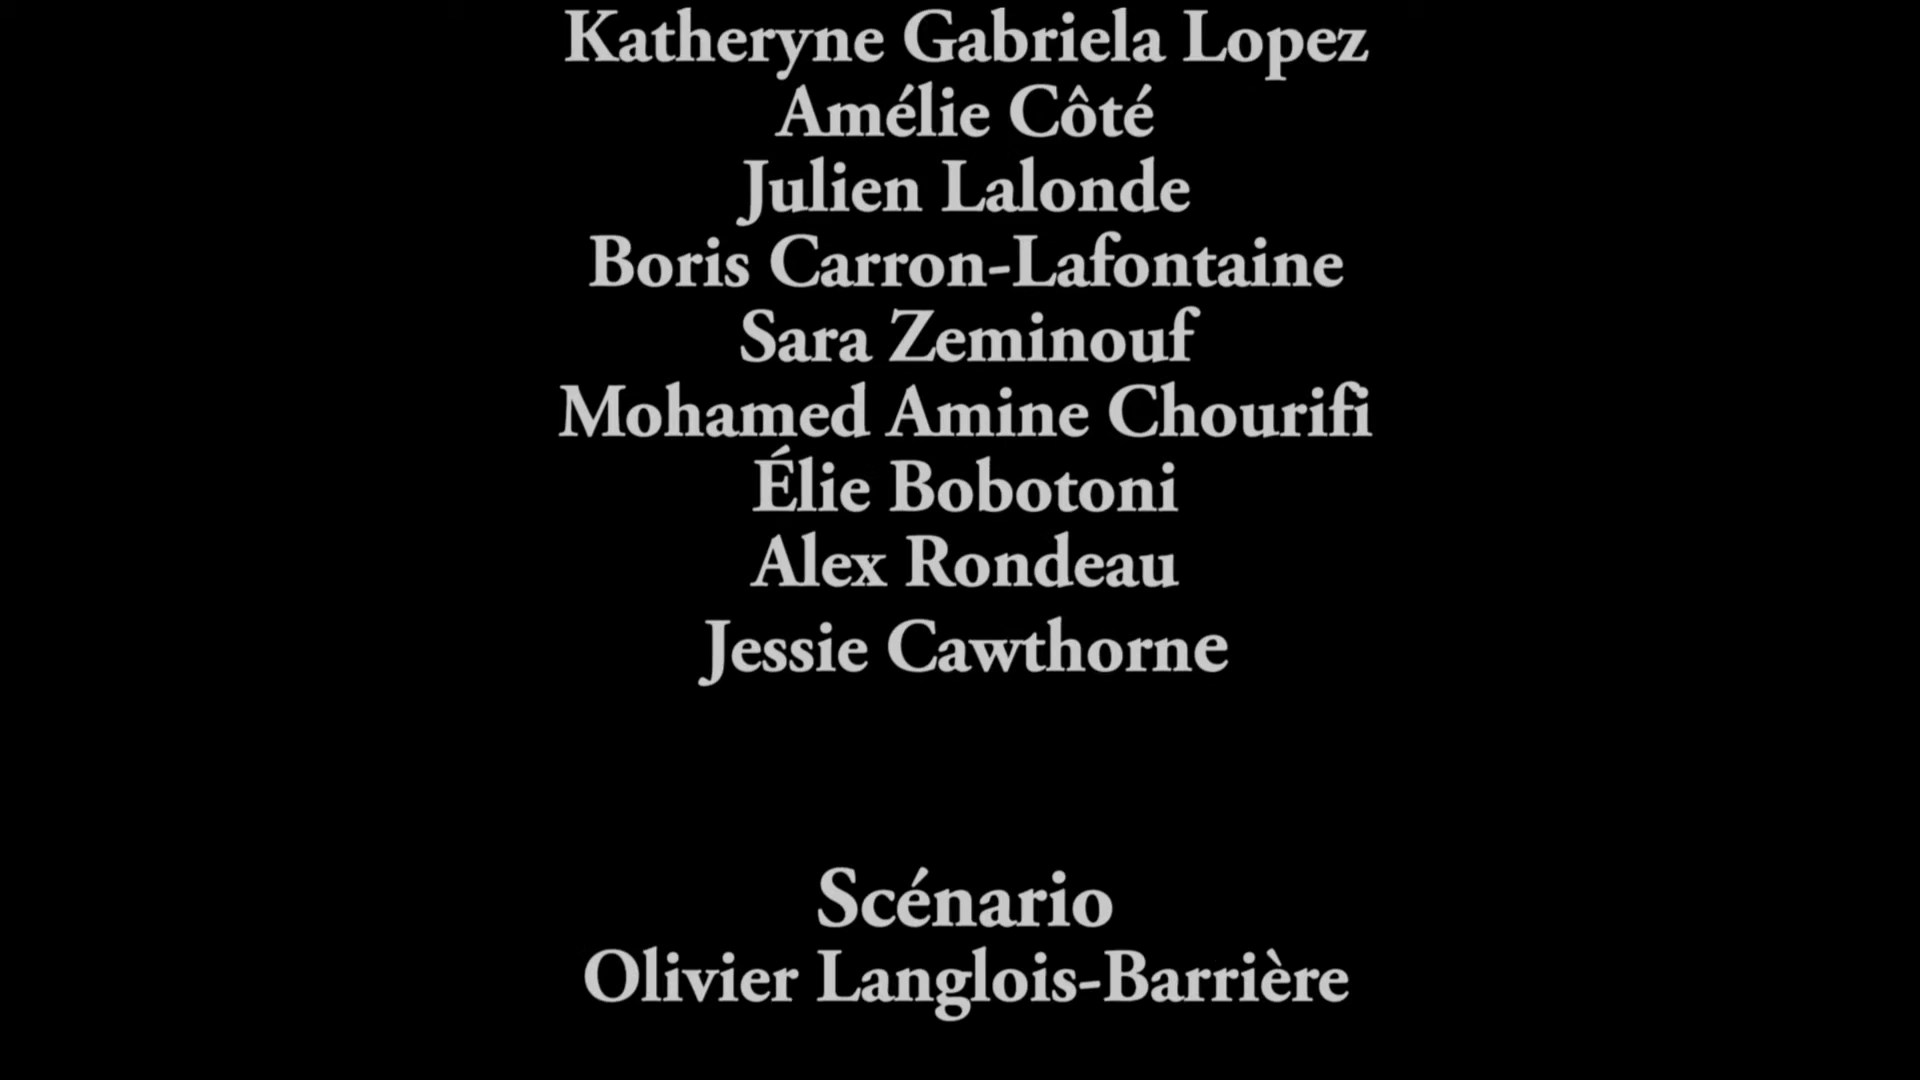 Katheryne Gabriela Lopez
Amélie Côté
Julien Lalonde
Boris Carron-Lafontaine
Sara Zeminouf
Mohamed Amine Chourifi
Élie Bobotoni
Alex Rondeau
Jessie Cawthorne
Scénario
Olivier Langlois-Barrière